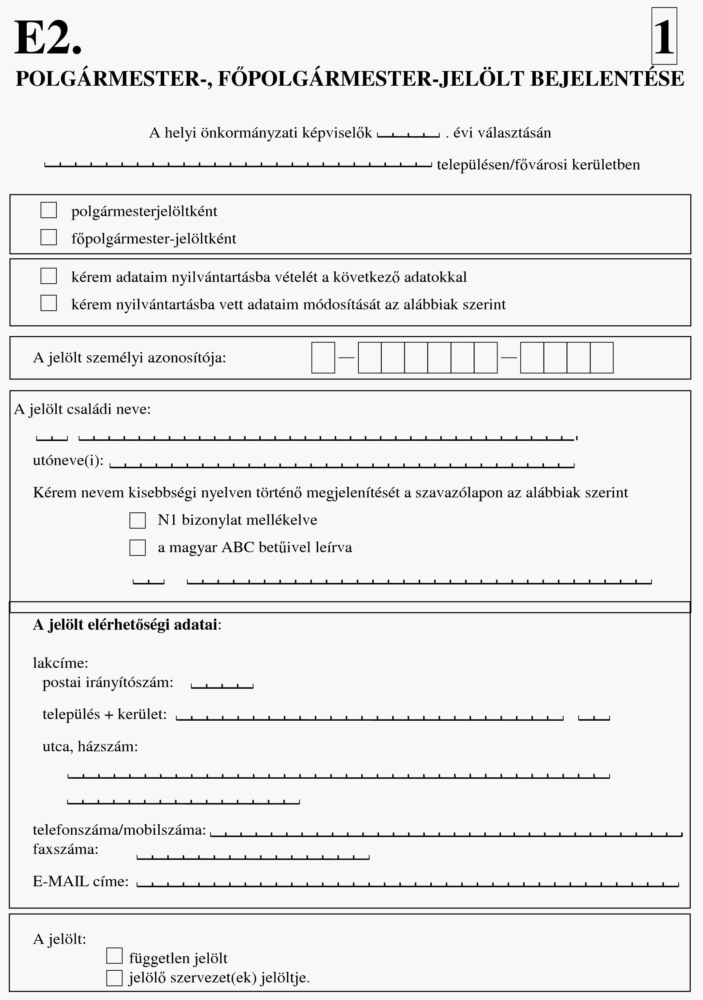 E2.
1
POLGÁRMESTER-, FŐPOLGÁRMESTER-JELÖLT BEJELENTÉSE
A helyi önkormányzati képviselők . évi választásán
településen/fővárosi kerületben
polgármesterjelöltként
főpolgármester-jelöltként
kérem adataim nyilvántartásba vételét a következő adatokkal
kérem nyilvántartásba vett adataim módosítását az alábbiak szerint
A jelölt személyi azonosítója: — —
A jelölt családi neve:
utóneve(i):
Kérem nevem kisebbségi nyelven történő megjelenítését a szavazólapon az alábbiak szerint
N1 bizonylat mellékelve
a magyar ABC betűivel leírva
A jelölt elérhetőségi adatai:
lakcíme:
postai irányítószám:
település + kerület:
utca, házszám:
telefonszáma/mobilszáma:
faxszáma:
E-MAIL címe:
A jelölt:
független jelölt
jelölő szervezet(ek) jelöltje.